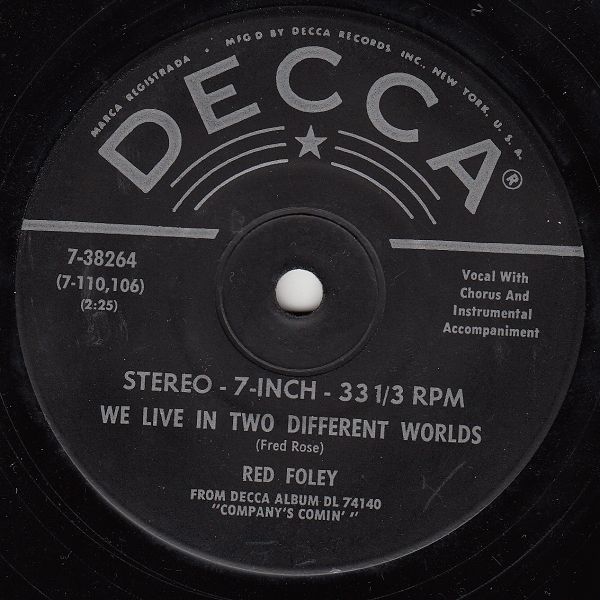 MARCA REGISTRADA • MFG'D BY DECCA RECORDS, INC., NEW YORK, U.S.A.
DECCA®
7-38264
(7-110,106)
(2:25)
Vocal With
Chorus And
Instrumental
Accompaniment
STEREO - 7-INCH - 33 1/3 RPM
WE LIVE IN TWO DIFFERENT WORLDS
(Fred Rose)
RED FOLEY
FROM DECCA ALBUM DL 74140
"COMPANY'S COMIN' "